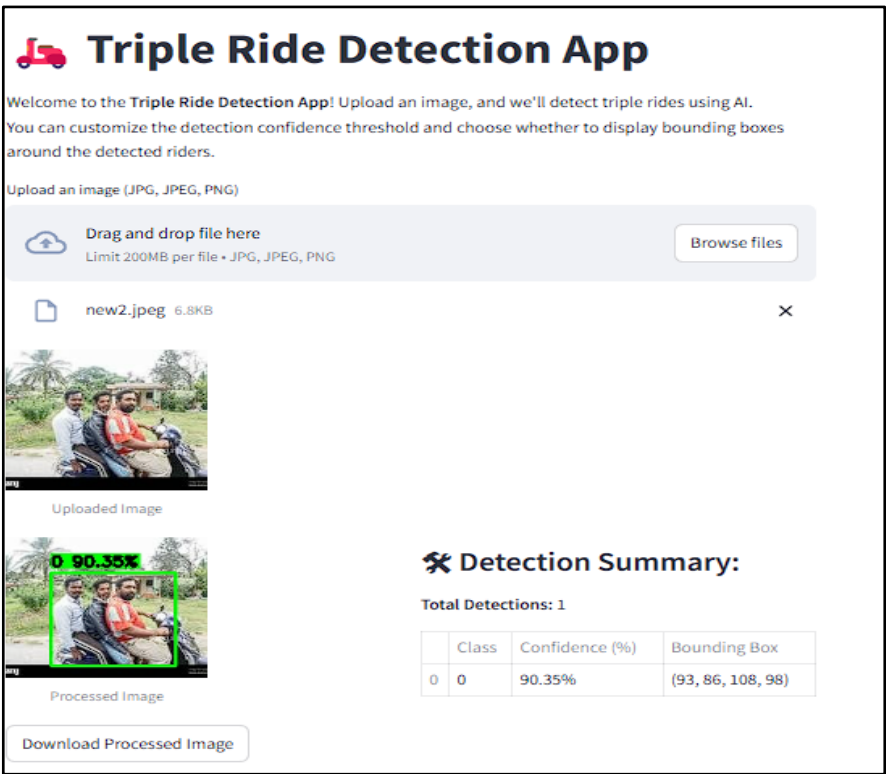 Triple Ride Detection App
Welcome to the Triple Ride Detection App! Upload an image, and we'll detect triple rides using AI.
You can customize the detection confidence threshold and choose whether to display bounding boxes
around the detected riders.
Upload an image (JPG, JPEG, PNG)
Drag and drop file here
Limit 200MB per file • JPG, JPEG, PNG
Browse files
new2.jpeg 6.8KB
Uploaded Image
0 90.35%
Processed Image
Download Processed Image
Detection Summary:
Total Detections: 1
Class Confidence (%) Bounding Box
0 0 90.35% (93, 86, 108, 98)